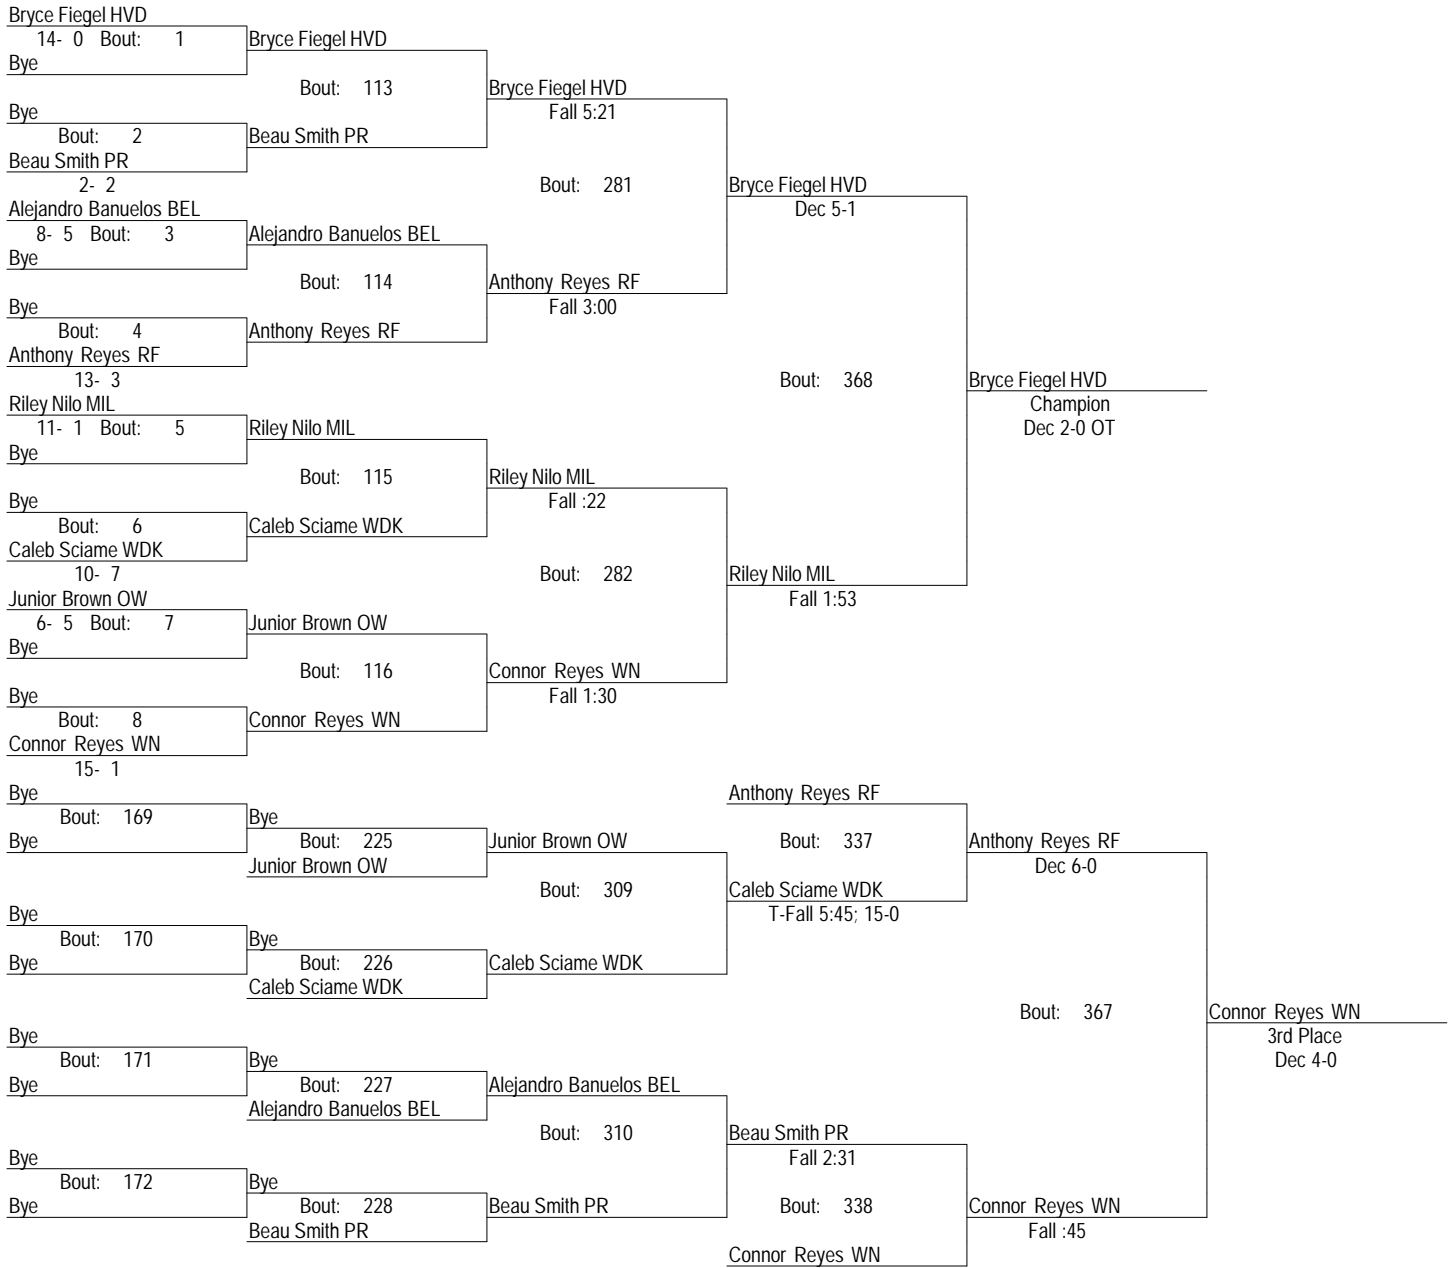 Bryce Fiegel HVD
14- 0 Bout: 1 Bryce Fiegel HVD
Bye
Bout: 113 Bryce Fiegel HVD
Bye Fall 5:21
Bout: 2 Beau Smith PR
Beau Smith PR
2- 2 Bout: 281 Bryce Fiegel HVD
Alejandro Banuelos BEL Dec 5-1
8- 5 Bout: 3 Alejandro Banuelos BEL
Bye
Bout: 114 Anthony Reyes RF
Bye Fall 3:00
Bout: 4 Anthony Reyes RF
Anthony Reyes RF
13- 3 Bout: 368 Bryce Fiegel HVD
Riley Nilo MIL Champion
11- 1 Bout: 5 Riley Nilo MIL Dec 2-0 OT
Bye
Bout: 115 Riley Nilo MIL
Bye Fall :22
Bout: 6 Caleb Sciame WDK
Caleb Sciame WDK
10- 7 Bout: 282 Riley Nilo MIL
Junior Brown OW Fall 1:53
6- 5 Bout: 7 Junior Brown OW
Bye
Bout: 116 Connor Reyes WN
Bye Fall 1:30
Bout: 8 Connor Reyes WN
Connor Reyes WN
15- 1
Bye Anthony Reyes RF
Bout: 169 Bye
Bye Bout: 225 Junior Brown OW Bout: 337 Anthony Reyes RF
Junior Brown OW Dec 6-0
Bout: 309 Caleb Sciame WDK
Bye T-Fall 5:45; 15-0
Bout: 170 Bye
Bye Bout: 226 Caleb Sciame WDK
Caleb Sciame WDK
Bout: 367 Connor Reyes WN
Bye 3rd Place
Bout: 171 Bye Dec 4-0
Bye Bout: 227 Alejandro Banuelos BEL
Alejandro Banuelos BEL
Bout: 310 Beau Smith PR
Bye Fall 2:31
Bout: 172 Bye
Bye Bout: 228 Beau Smith PR Bout: 338 Connor Reyes WN
Beau Smith PR Fall :45
Connor Reyes WN